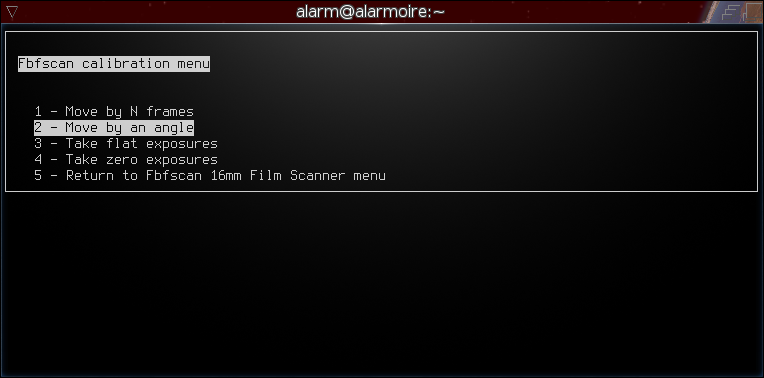 alarm@alarmoire:~
Fbfscan calibration menu
1 - Move by N frames
2 - Move by an angle
3 - Take flat exposures
4 - Take zero exposures
5 - Return to Fbfscan 16mm Film Scanner menu